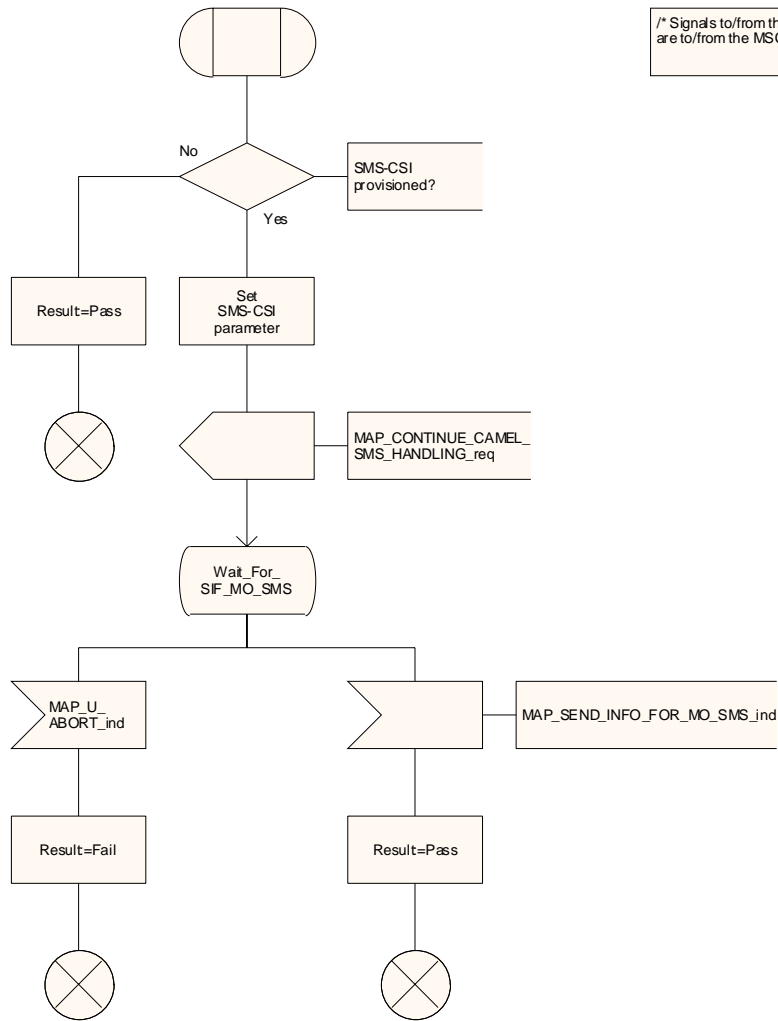 /* Signals to/from th
are to/from the MSC
No
SMS-CSI
provisioned?
Yes
Result=Pass
Set
SMS-CSI
parameter
MAP_CONTINUE_CAMEL_
SMS_HANDLING_req
Wait_For_
SIF_MO_SMS
MAP_U_
ABORT_ind
MAP_SEND_INFO_FOR_MO_SMS_ind
Result=Fail
Result=Pass